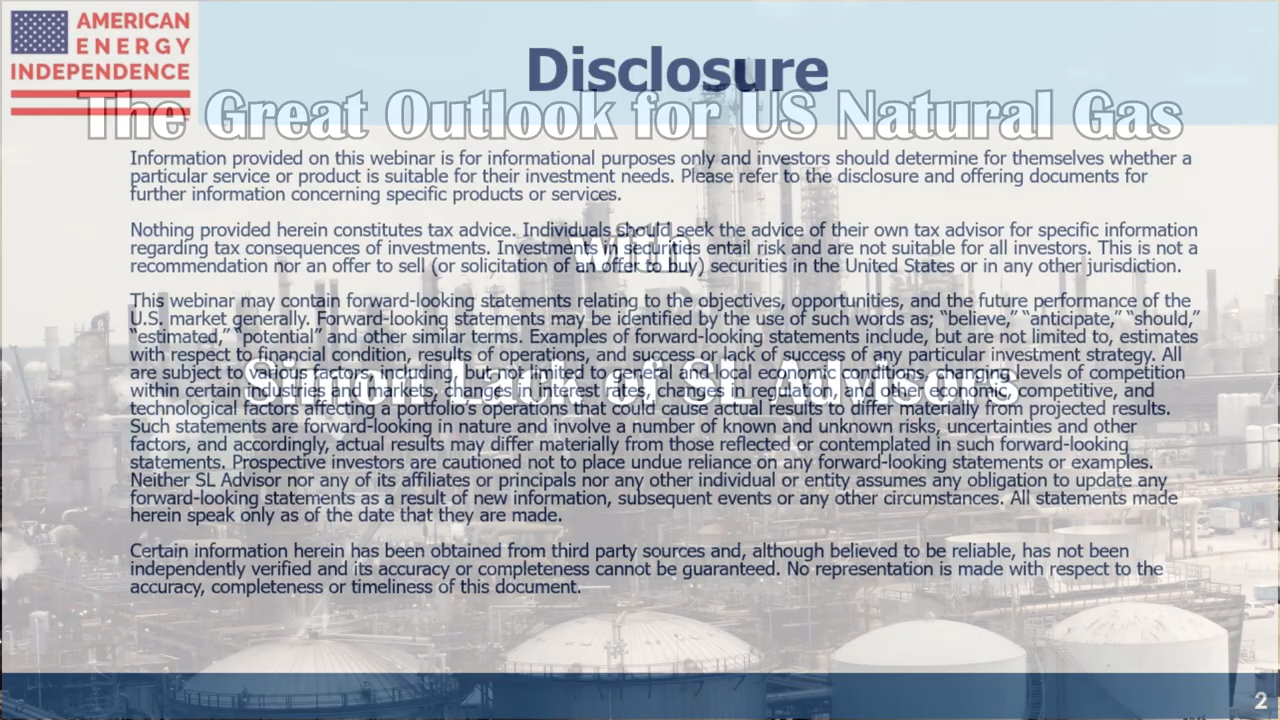 AMERICAN
ENERGY
INDEPENDENCE
Disclosure
The Great Outlook for US Natural Gas
Information provided on this webinar is for informational purposes only and investors should determine for themselves whether a
particular service or product is suitable for their investment needs. Please refer to the disclosure and offering documents for
further information concerning specific products or services.
Nothing provided herein constitutes tax advice. Individuals should seek the advice of their own tax advisor for specific information
with
regarding tax consequences of investments. Investments in securities entail risk and are not suitable for all investors. This is not a
recommendation nor an offer to sell (or solicitation of an offer to buy) securities in the United States or in any other jurisdiction.
This webinar may contain forward-looking statements relating to the objectives, opportunities, and the future performance of the
U.S. market generally. Forward-looking statements may be identified by the use of such words as; “believe,” “anticipate,” “should,”
“estimated,” “potential” and other similar terms. Examples of forward-looking statements include, but are not limited to, estimates
with respect to financial condition, results of operations, and success or lack of success of any particular investment strategy. All
are subject to various factors, including, but not limited to general and local economic conditions, changing levels of competition
Simon Lack of SL Advisors
within certain industries and markets, changes in interest rates, changes in regulation, other economic, competitive, and
technological factors affecting a portfolio’s operations that could cause actual results to differ materially from projected results.
Such statements are forward-looking in nature and involve a number of known and unknown risks, uncertainties and other
factors, and accordingly, actual results may differ materially from those reflected or contemplated in such forward-looking
statements. Prospective investors are cautioned not to place undue reliance on any forward-looking statements or examples.
Neither SL Advisor nor any of its affiliates or principals nor any other individual or entity assumes any obligation to update any
forward-looking statements as a result of new information, subsequent events or any other circumstances. All statements made
herein speak only as of the date that they are made.
Certain information herein has been obtained from third party sources and, although believed to be reliable, has not been
independently verified and its accuracy or completeness cannot be guaranteed. No representation is made with respect to the
accuracy, completeness or timeliness of this document.
2